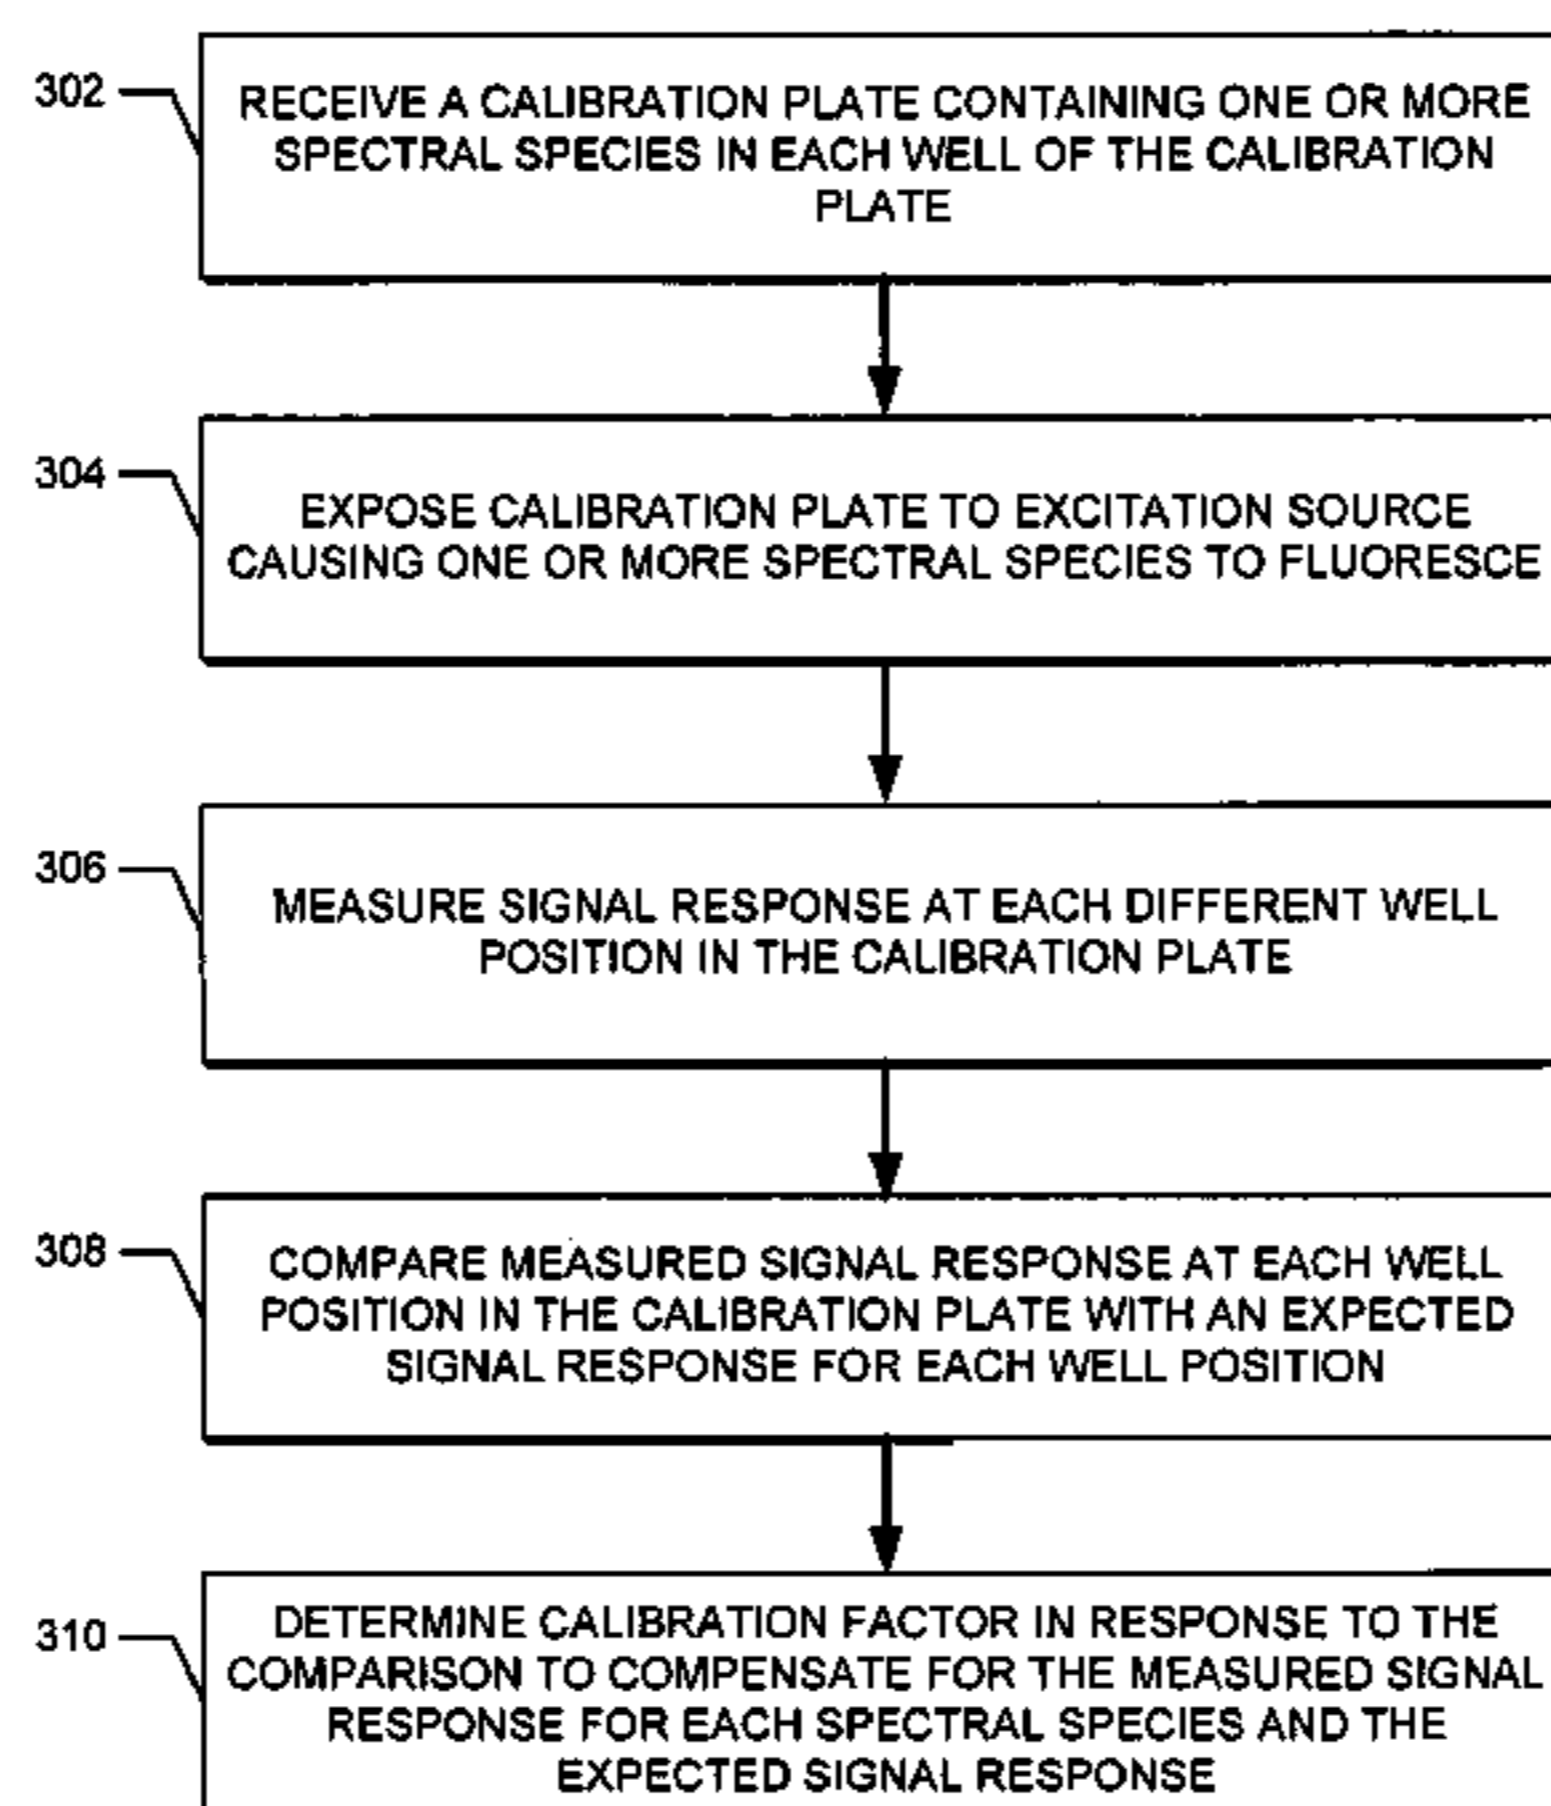 302
RECEIVE A CALIBRATION PLATE CONTAINING ONE OR MORE
SPECTRAL SPECIES IN EACH WELL OF THE CALIBRATION
PLATE
304
EXPOSE CALIBRATION PLATE TO EXCITATION SOURCE
CAUSING ONE OR MORE SPECTRAL SPECIES TO FLUORESCE
306
MEASURE SIGNAL RESPONSE AT EACH DIFFERENT WELL
POSITION IN THE CALIBRATION PLATE
308
COMPARE MEASURED SIGNAL RESPONSE AT EACH WELL
POSITION IN THE CALIBRATION PLATE WITH AN EXPECTED
SIGNAL RESPONSE FOR EACH WELL POSITION
310
DETERMINE CALIBRATION FACTOR IN RESPONSE TO THE
COMPARISON TO COMPENSATE FOR THE MEASURED SIGNAL
RESPONSE FOR EACH SPECTRAL SPECIES AND THE
EXPECTED SIGNAL RESPONSE